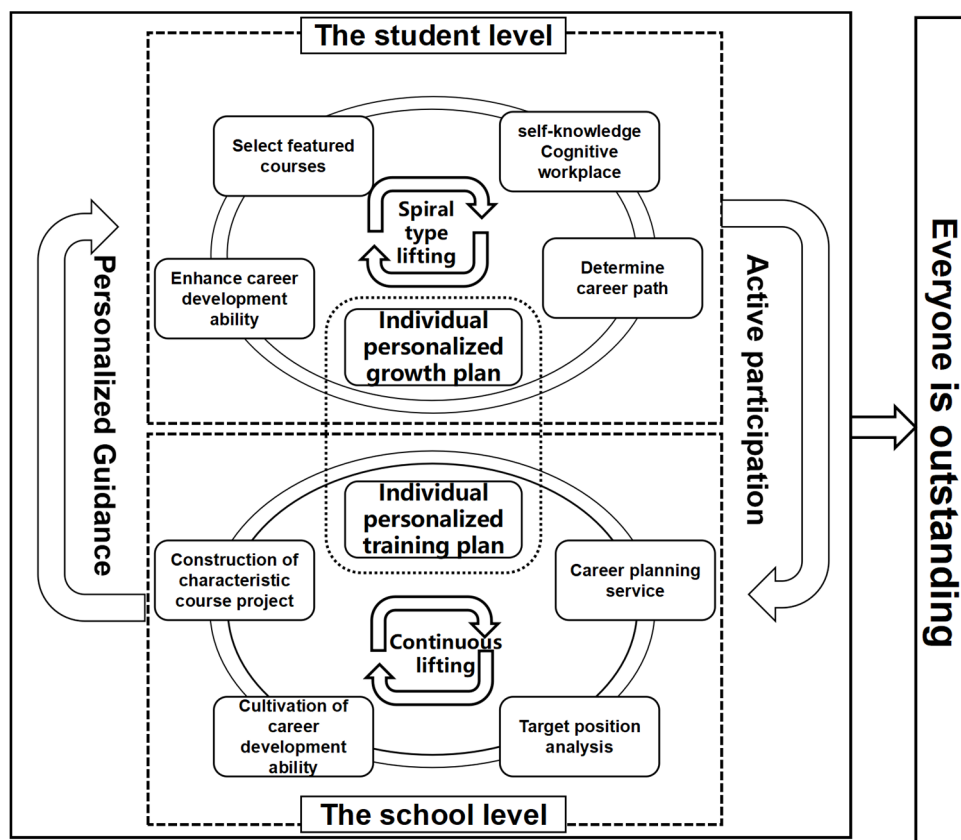 The student level
Select featured
courses
self-knowledge
Cognitive
workplace
Spiral
type
lifting
Enhance career
development
ability
Determine
career path
Individual
personalized
growth plan
Personalized Guidance
Active participation
Everyone is outstanding
Individual
personalized
training plan
Construction of
characteristic
course project
Career planning
service
Continuous
lifting
Cultivation of
career
development
ability
Target position
analysis
The school level